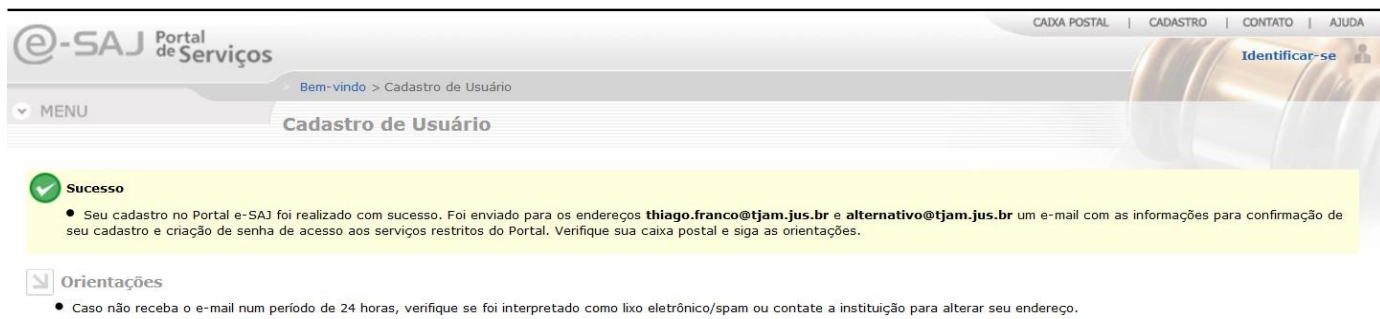 CAIXA POSTAL | CADASTRO | CONTATO | AJUDA
e-SAJ Portal de Serviços
Identificar-se
Bem-vindo > Cadastro de Usuário
MENU
Cadastro de Usuário
Sucesso
• Seu cadastro no Portal e-SAJ foi realizado com sucesso. Foi enviado para os endereços thiago.franco@tjam.jus.br e alternativo@tjam.jus.br um e-mail com as informações para confirmação de
seu cadastro e criação de senha de acesso aos serviços restritos do Portal. Verifique sua caixa postal e siga as orientações.
Orientações
• Caso não receba o e-mail num período de 24 horas, verifique se foi interpretado como lixo eletrônico/spam ou contate a instituição para alterar seu endereço.